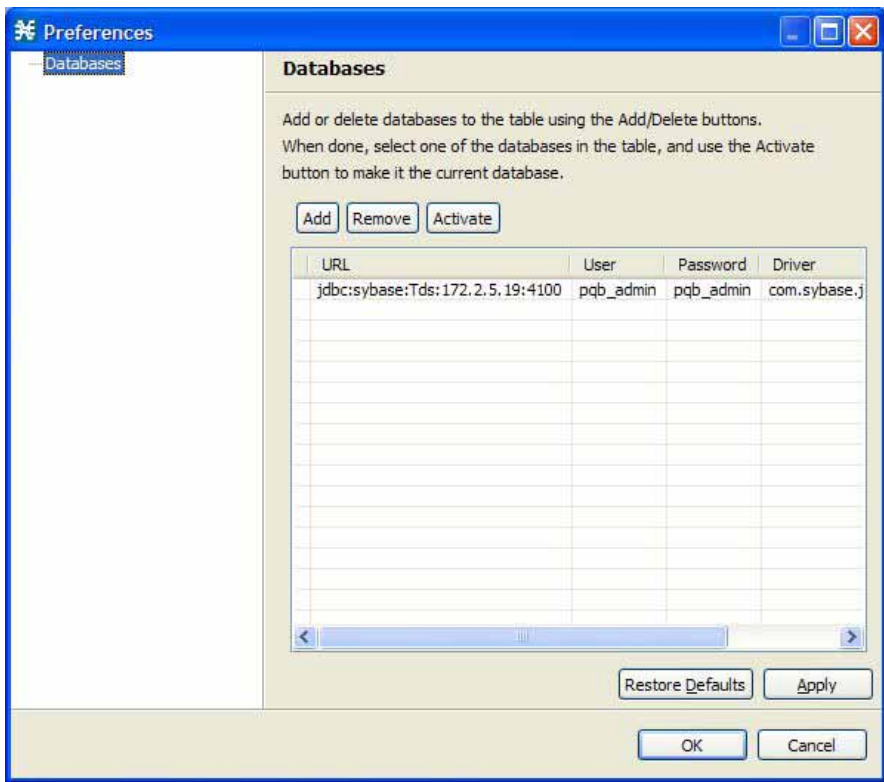 Preferences
Databases
Databases
Add or delete databases to the table using the Add/Delete buttons.
When done, select one of the databases in the table, and use the Activate
button to make it the current database.
Add Remove Activate
URL User Password Driver
jdbc:sybase:Tds:172.2.5.19:4100 pqb_admin pqb_admin com.sybase.j
Restore Defaults Apply
OK Cancel